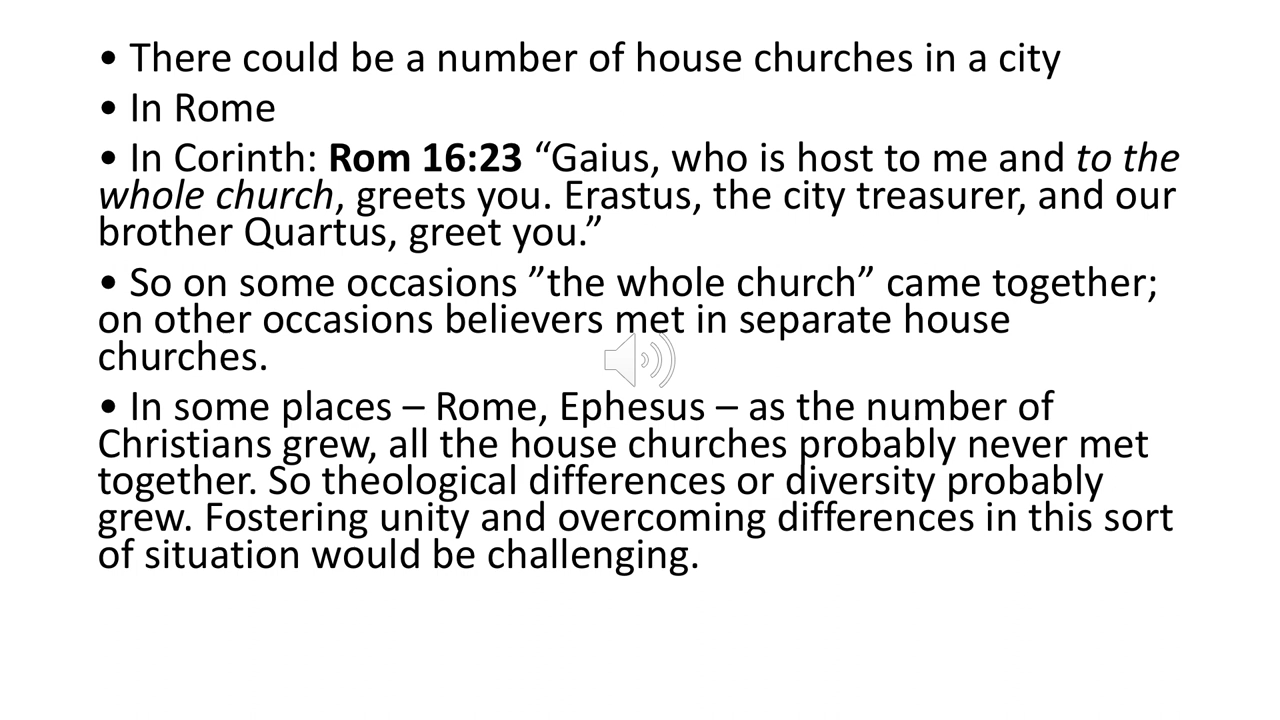 • There could be a number of house churches in a city
• In Rome
• In Corinth: Rom 16:23 “Gaius, who is host to me and to the
whole church, greets you. Erastus, the city treasurer, and our
brother Quartus, greet you.”
• So on some occasions ”the whole church” came together;
on other occasions believers met in separate house
churches.
• In some places – Rome, Ephesus – as the number of
Christians grew, all the house churches probably never met
together. So theological differences or diversity probably
grew. Fostering unity and overcoming differences in this sort
of situation would be challenging.